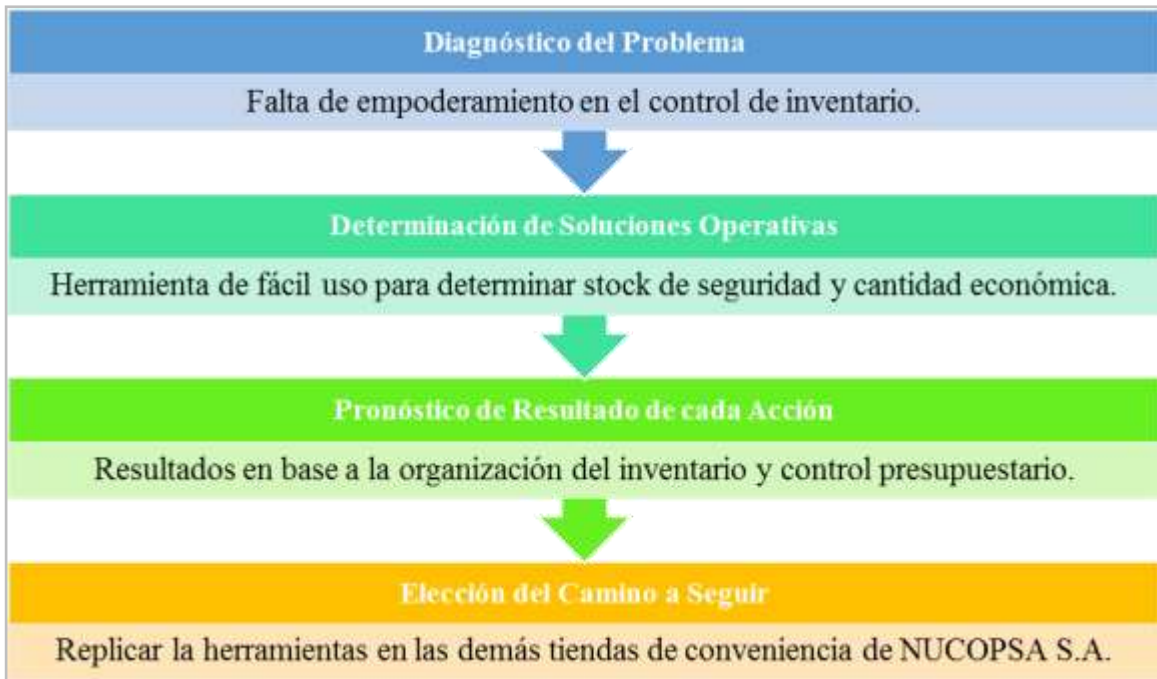 Diagnóstico del Problema
Falta de empoderamiento en el control de inventario.
Determinación de Soluciones Operativas
Herramienta de fácil uso para determinar stock de seguridad y cantidad económica.
Pronóstico de Resultado de cada Acción
Resultados en base a la organización del inventario y control presupuestario.
Elección del Camino a Seguir
Replicar la herramientas en las demás tiendas de conveniencia de NUCOPSA S.A.